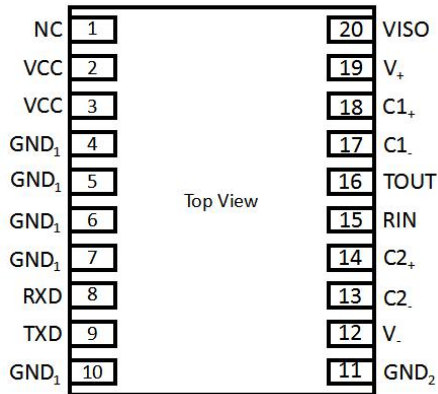 NC 1 20 VISO
VCC 2 19 V+
VCC 3 18 C1+
GND1 4 17 C1-
GND1 5 16 TOUT
Top View
GND1 6 15 RIN
GND1 7 14 C2+
RXD 8 13 C2-
TXD 9 12 V-
GND1 10 11 GND2